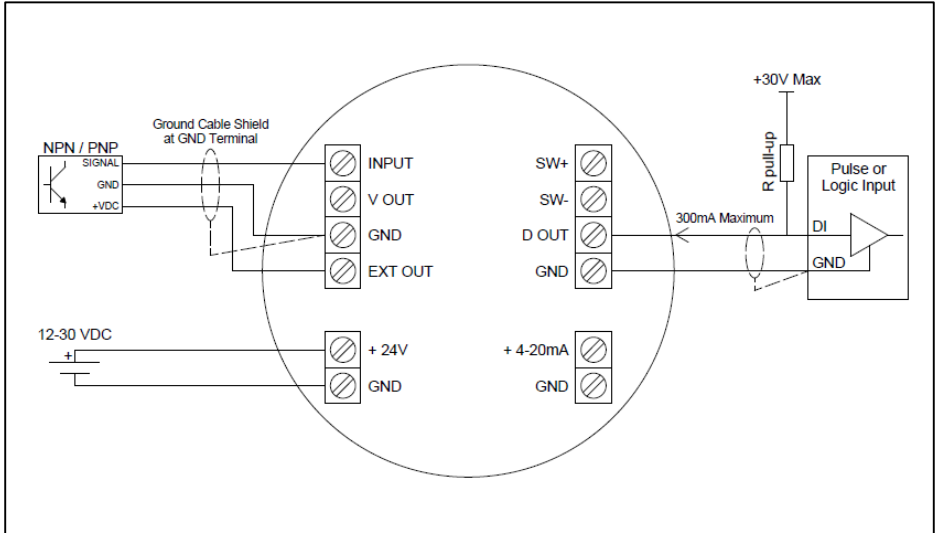 +30V Max
Ground Cable Shield
at GND Terminal
NPN / PNP
SIGNAL
GND
+VDC
INPUT
V OUT
GND
EXT OUT
SW+
SW-
D OUT
GND
300mA Maximum
R pull-up
Pulse or
Logic Input
DI
GND
12-30 VDC
+
+ 24V
GND
+ 4-20mA
GND